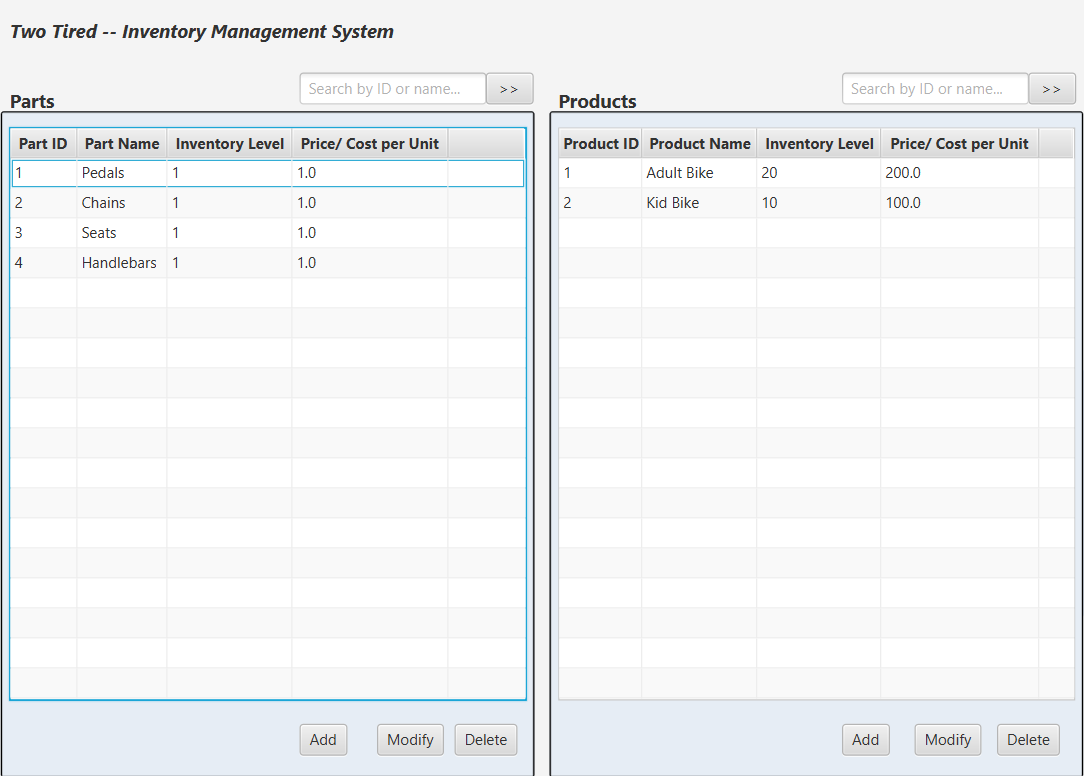 Two Tired -- Inventory Management System
Search by ID or name... >>
Parts
Part ID Part Name Inventory Level Price/ Cost per Unit
1 Pedals 1 1.0
2 Chains 1 1.0
3 Seats 1 1.0
4 Handlebars 1 1.0
Add Modify Delete
Search by ID or name... >>
Products
Product ID Product Name Inventory Level Price/ Cost per Unit
1 Adult Bike 20 200.0
2 Kid Bike 10 100.0
Add Modify Delete